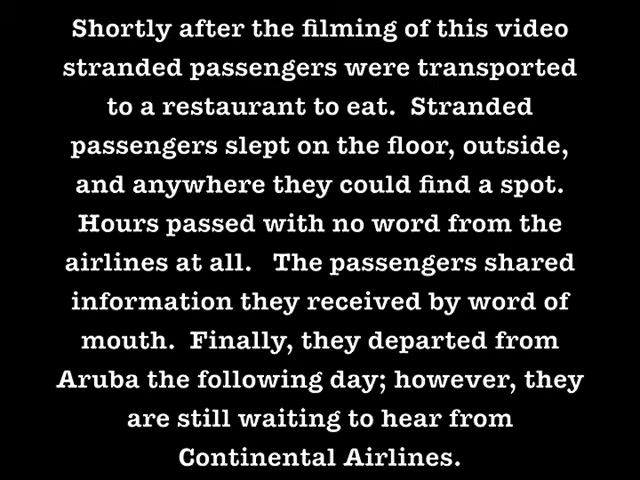 Shortly after the filming of this video
stranded passengers were transported
to a restaurant to eat.  Stranded
passengers slept on the floor, outside,
and anywhere they could find a spot.
Hours passed with no word from the
airlines at all.   The passengers shared
information they received by word of
mouth.  Finally, they departed from
Aruba the following day; however, they
are still waiting to hear from
Continental Airlines.